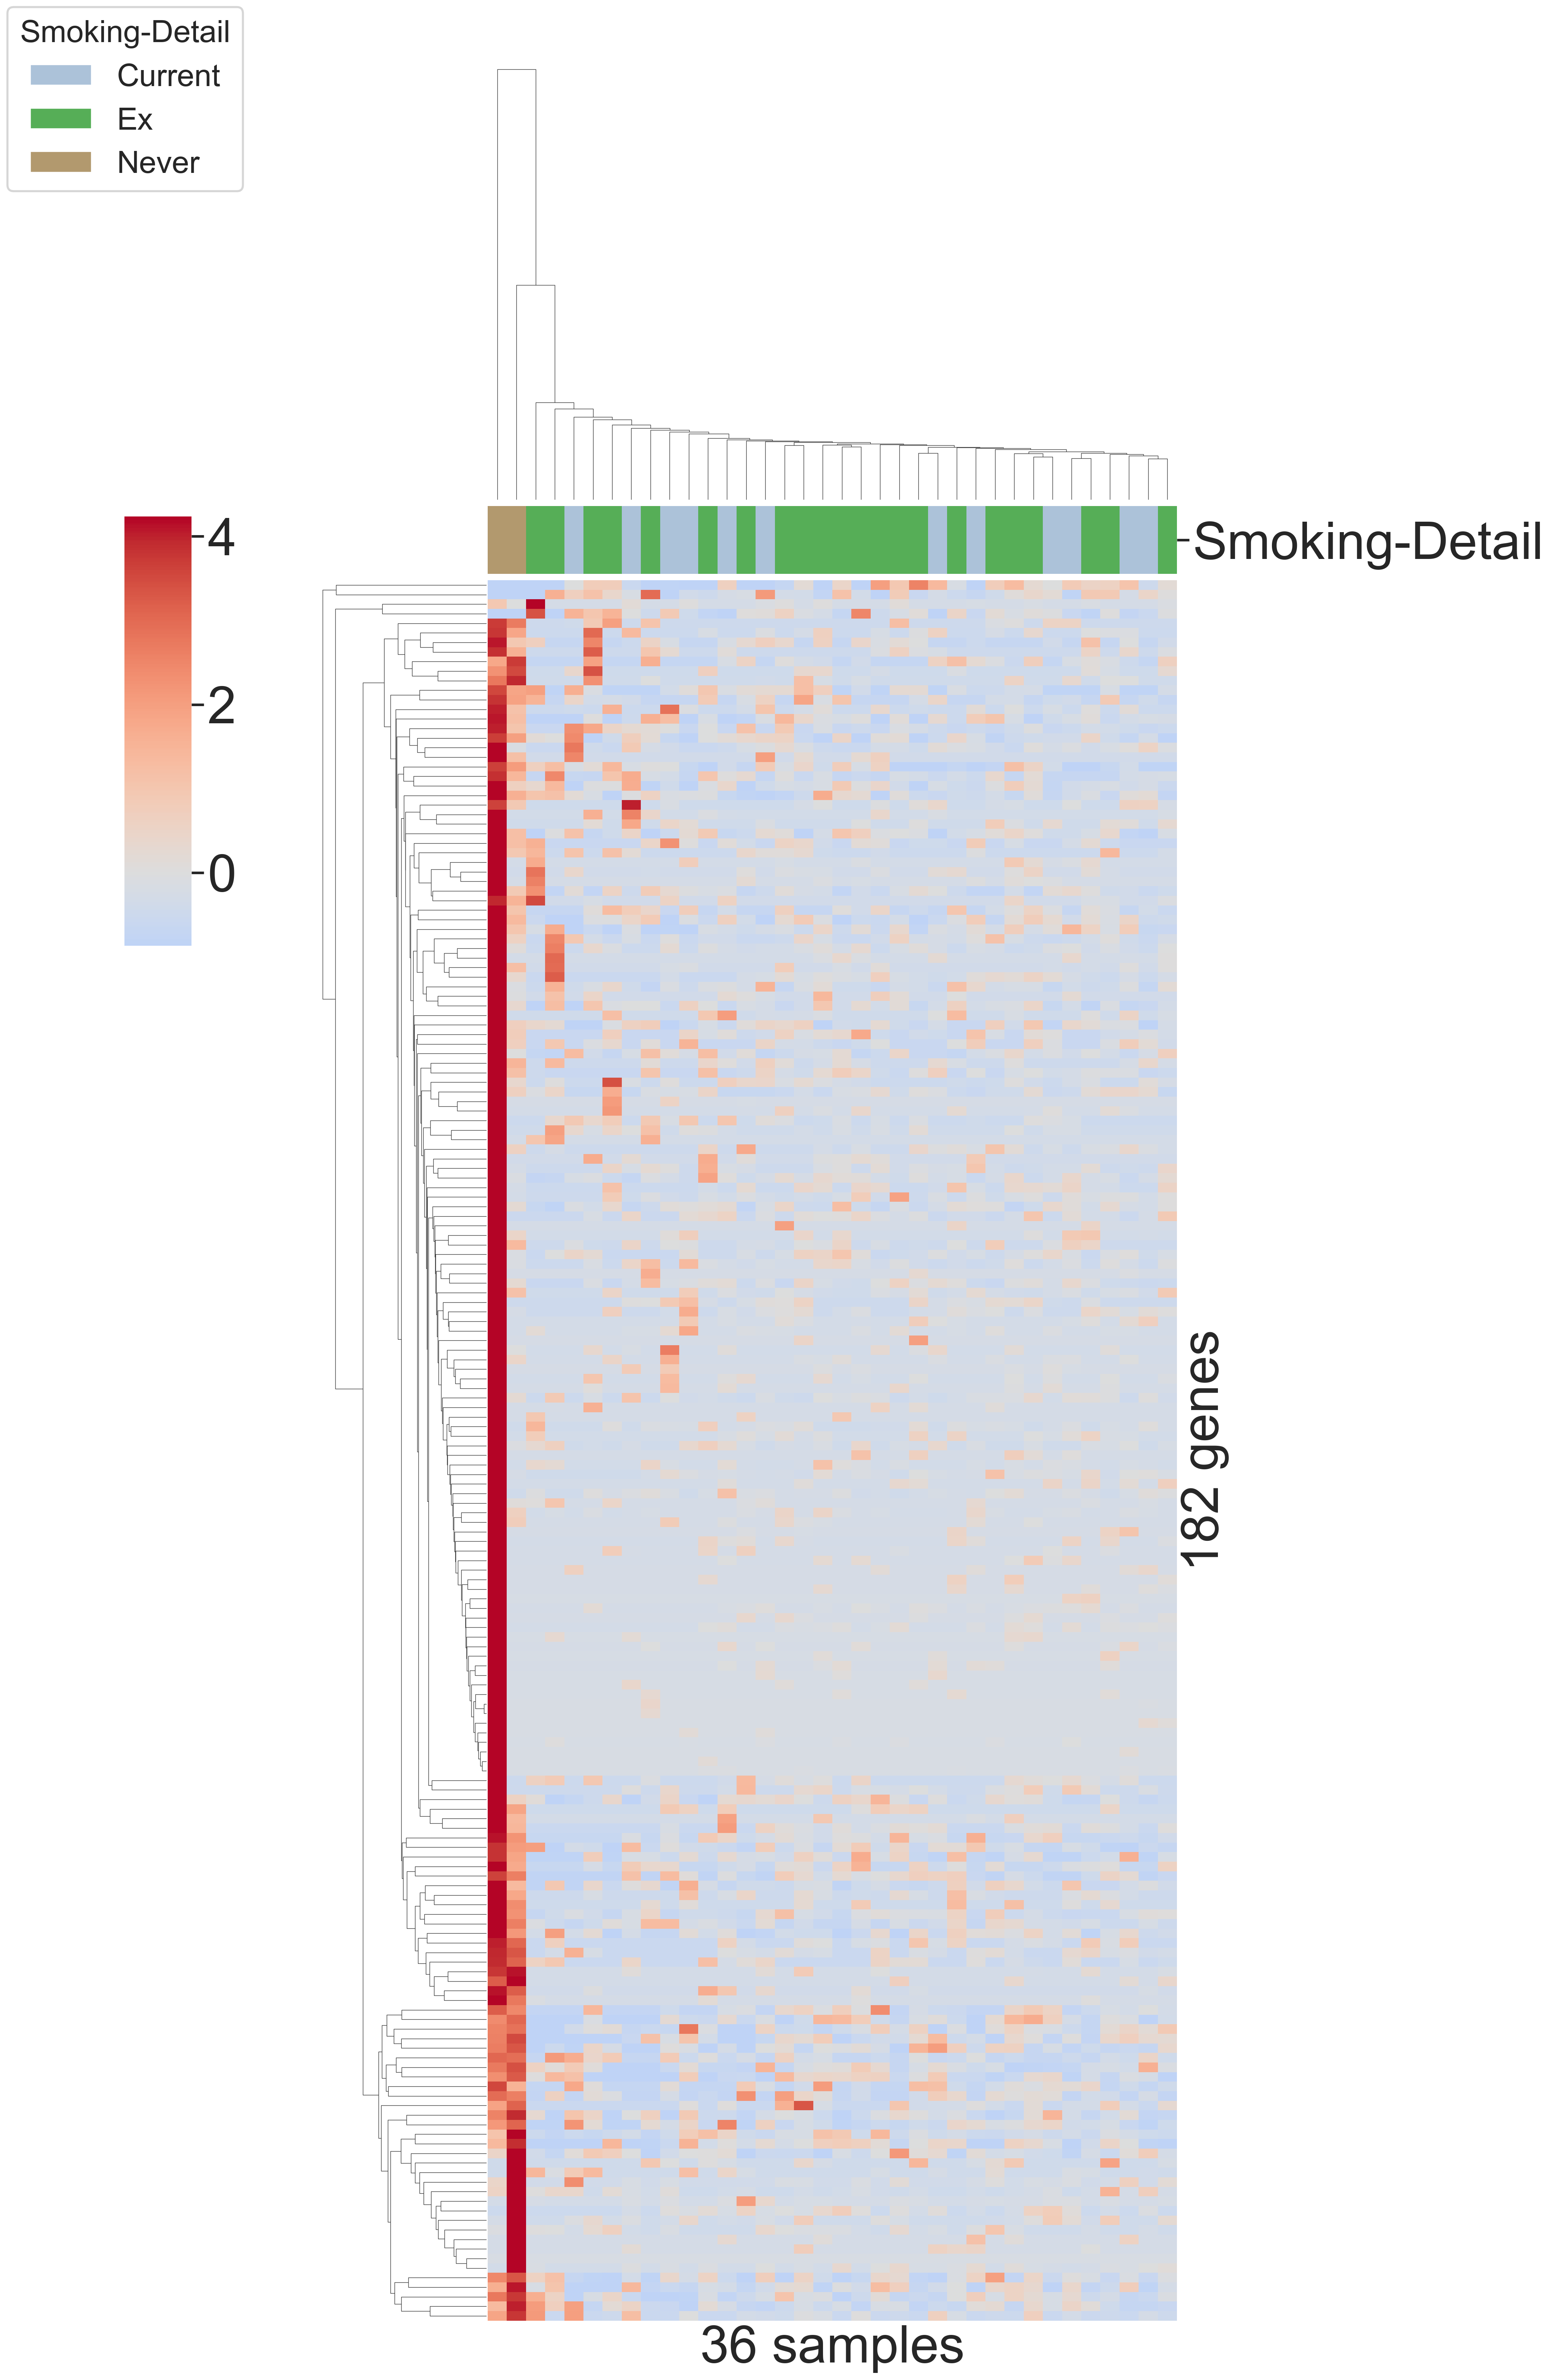 Smoking-Detail
Current
Ex
Never
4
2
0
Smoking-Detail
182 genes
36 samples